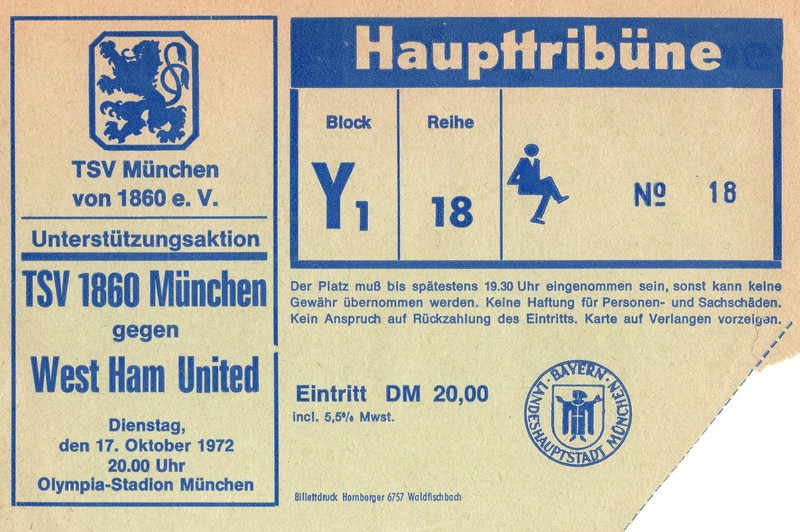 TSV München
von 1860 e. V.
Unterstützungsaktion
TSV 1860 München
gegen
West Ham United
Dienstag,
den 17. Oktober 1972
20.00 Uhr
Olympia-Stadion München
Haupttribüne
Block
Y1
Reihe
18
Nº 18
Der Platz muß bis spätestens 19.30 Uhr eingenommen sein, sonst kann keine
Gewähr übernommen werden. Keine Haftung für Personen- und Sachschäden.
Kein Anspruch auf Rückzahlung des Eintritts. Karte auf Verlangen vorzeigen.
Eintritt DM 20,00
incl. 5,5% Mwst.
· BAYERN ·
LANDESHAUPTSTADT MÜNCHEN
Billettdruck Homberger 6757 Waldfischbach